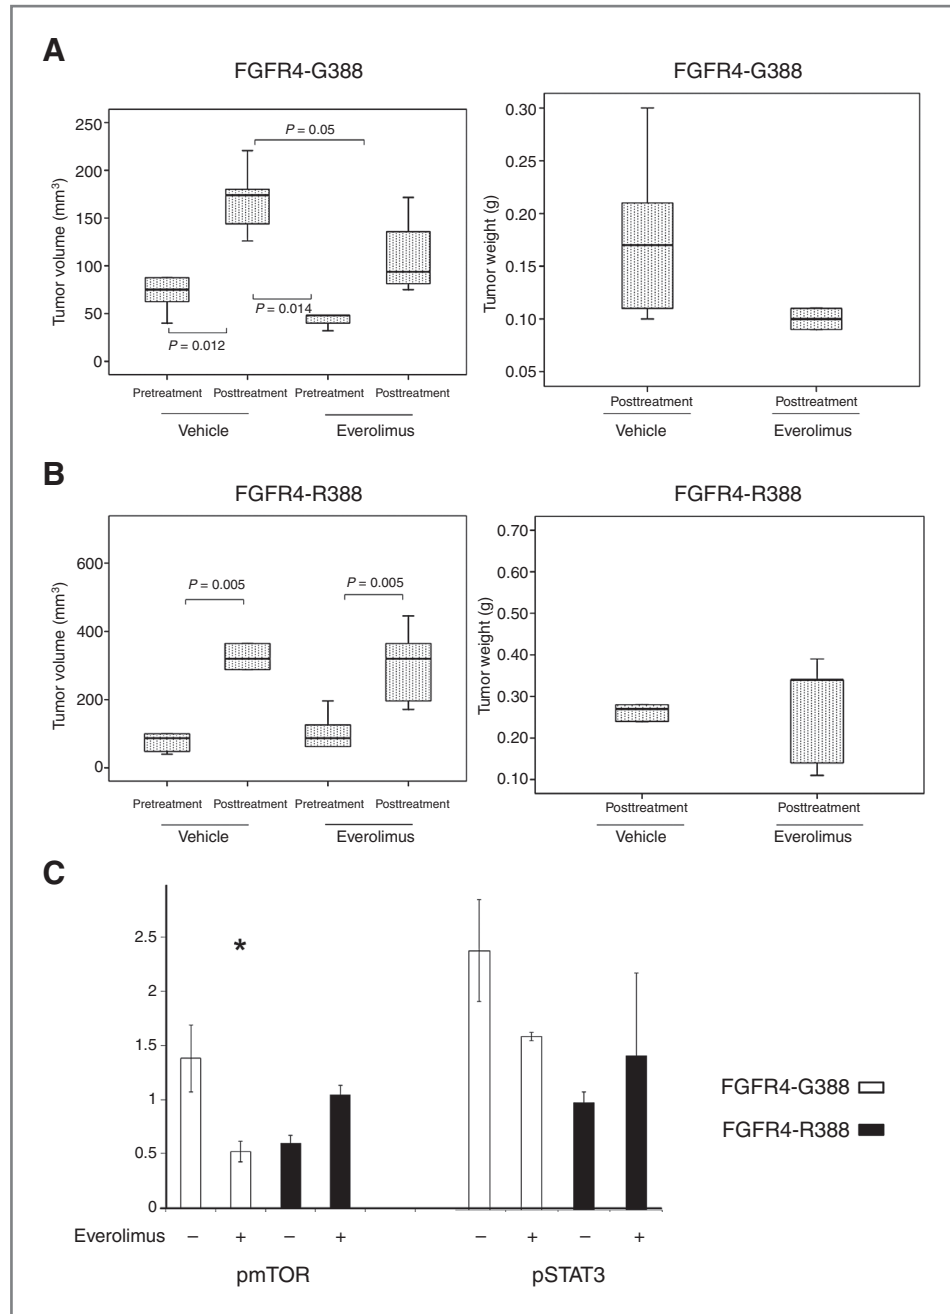 A
FGFR4-G388
FGFR4-G388
Tumor volume (mm³)
250
200
150
100
50
0
P = 0.05
P = 0.014
P = 0.012
Pretreatment Posttreatment Pretreatment Posttreatment
Vehicle Everolimus
Tumor weight (g)
0.30
0.25
0.20
0.15
0.10
0.05
Posttreatment Posttreatment
Vehicle Everolimus
B
FGFR4-R388
FGFR4-R388
Tumor volume (mm³)
600
400
200
0
P = 0.005
P = 0.005
Pretreatment Posttreatment Pretreatment Posttreatment
Vehicle Everolimus
Tumor weight (g)
0.70
0.60
0.50
0.40
0.30
0.20
0.10
Posttreatment Posttreatment
Vehicle Everolimus
C
2.5
2
1.5
1
0.5
0
*
Everolimus − + − + − + − +
pmTOR pSTAT3
FGFR4-G388
FGFR4-R388